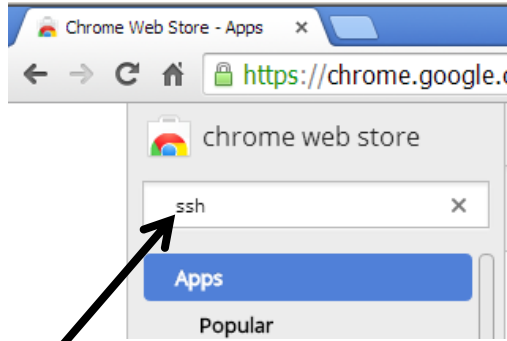 Chrome Web Store - Apps
https://chrome.google.
chrome web store
ssh
Apps
Popular